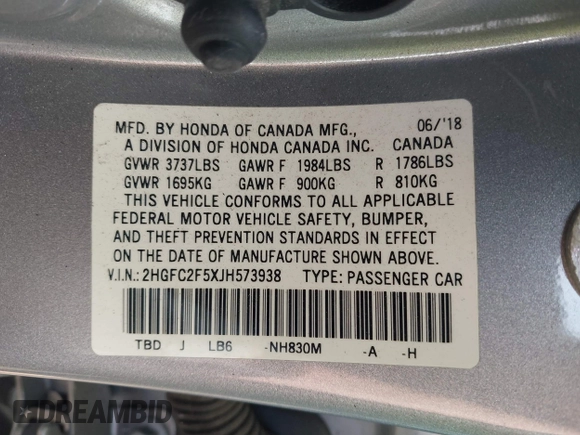 MFD. BY HONDA OF CANADA MFG., 06/'18
A DIVISION OF HONDA CANADA INC. CANADA
GVWR 3737LBS GAWR F 1984LBS R 1786LBS
GVWR 1695KG GAWR F 900KG R 810KG
THIS VEHICLE CONFORMS TO ALL APPLICABLE
FEDERAL MOTOR VEHICLE SAFETY, BUMPER,
AND THEFT PREVENTION STANDARDS IN EFFECT
ON THE DATE OF MANUFACTURE SHOWN ABOVE.
V.I.N.: 2HGFC2F5XJH573938 TYPE: PASSENGER CAR
TBD J LB6 -NH830M -A -H
DREAMBID